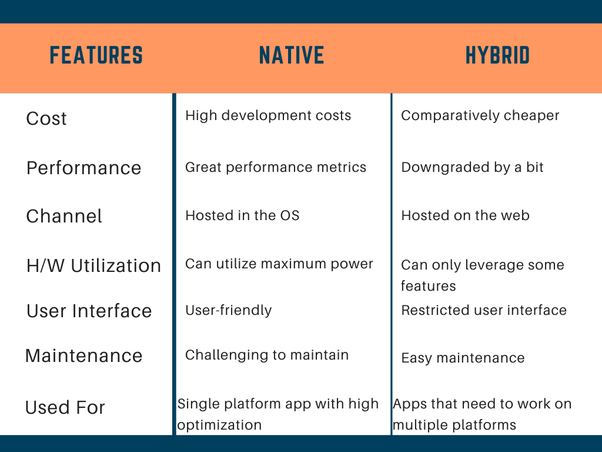 FEATURES NATIVE HYBRID
Cost High development costs Comparatively cheaper
Performance Great performance metrics Downgraded by a bit
Channel Hosted in the OS Hosted on the web
H/W Utilization Can utilize maximum power Can only leverage some
features
User Interface User-friendly Restricted user interface
Maintenance Challenging to maintain Easy maintenance
Used For Single platform app with high Apps that need to work on
optimization multiple platforms